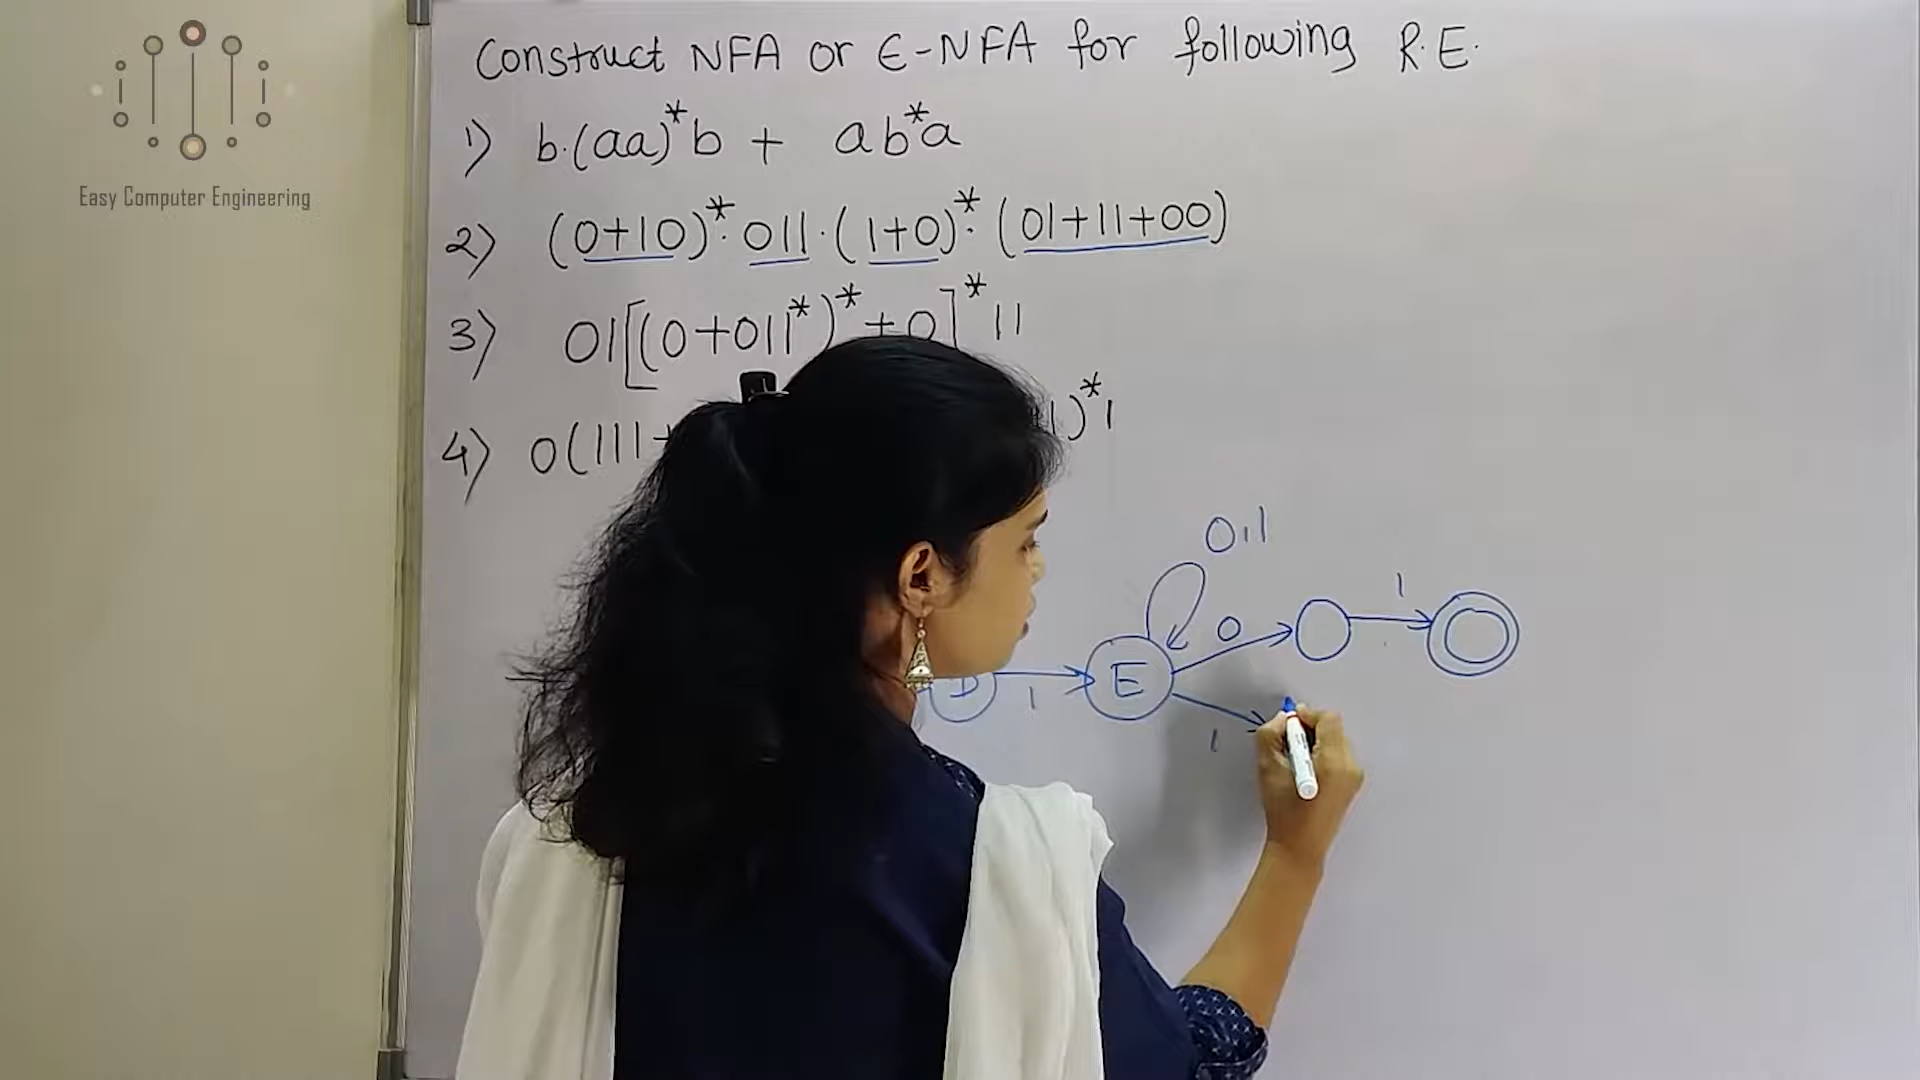 Easy Computer Engineering
Construct NFA or ε-NFA for following R.E.
1) b.(aa)*b + ab*a
2) (0+10)*.011.(1+0)*.(01+11+00)
3) 01[(0+011*)*+0]*11
4) 0(111+ 1)*1
0,1
0 1
D 1 E
1